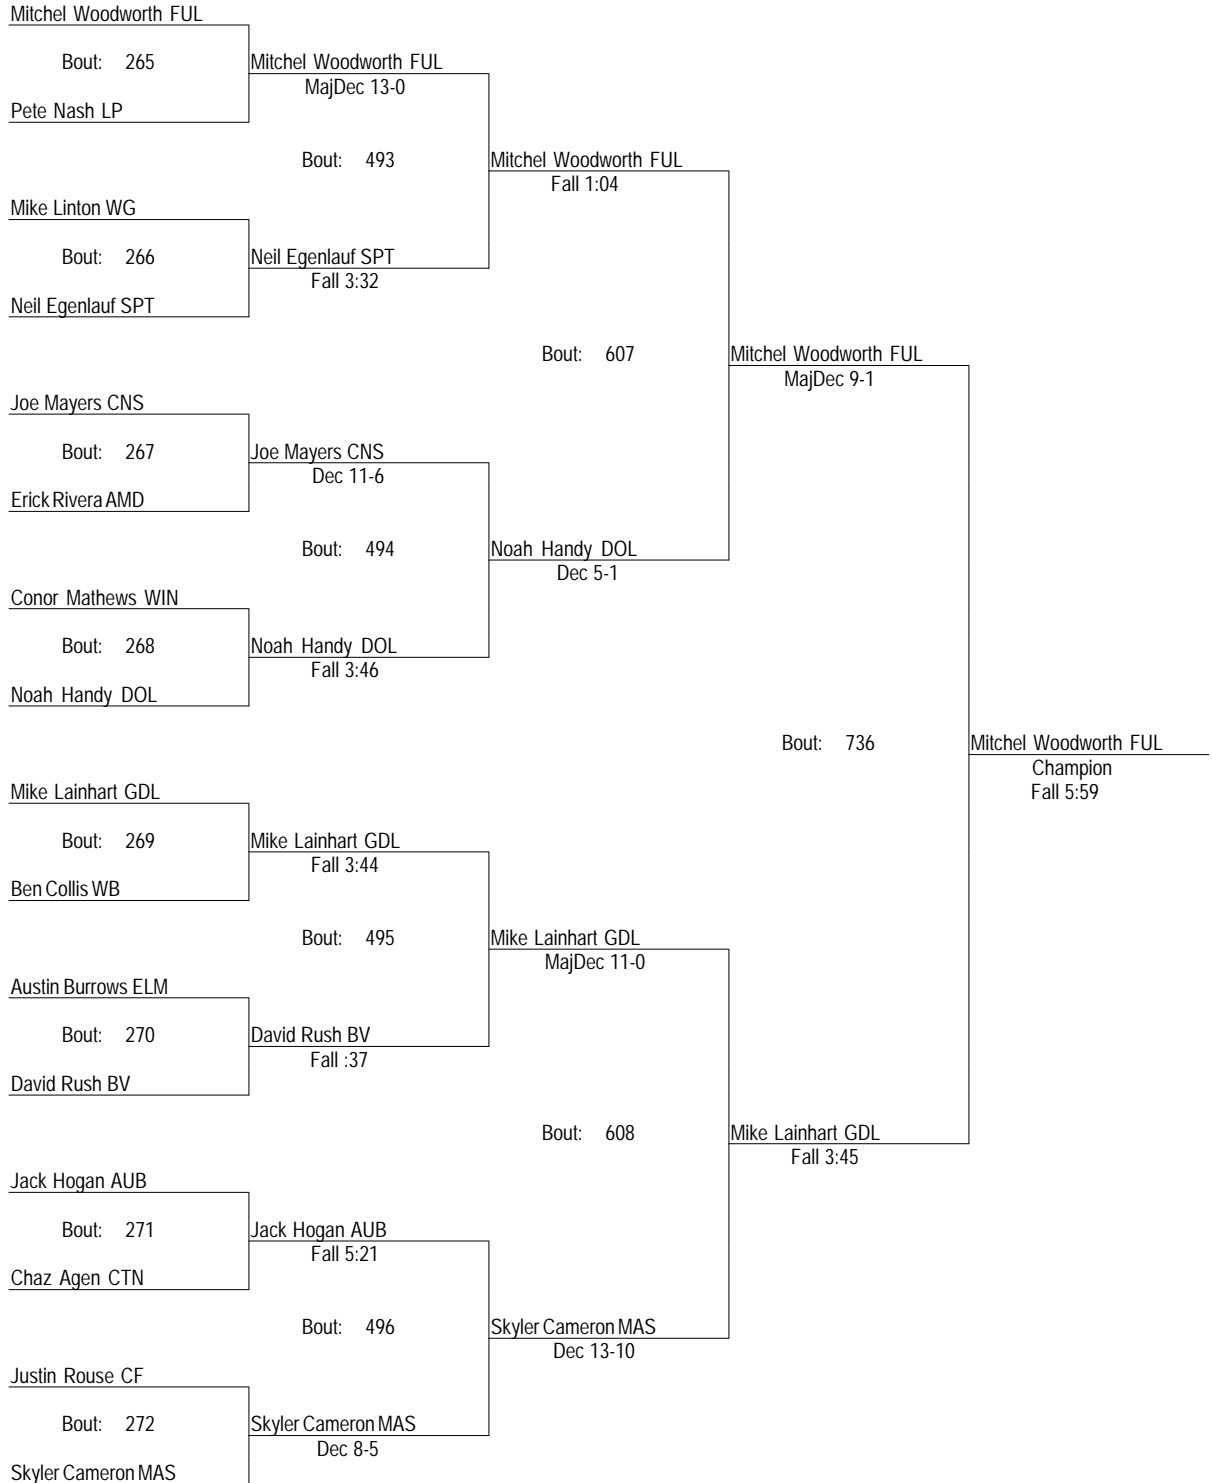 Mitchel Woodworth FUL
Bout: 265
Mitchel Woodworth FUL
MajDec 13-0
Pete Nash LP
Bout: 493
Mitchel Woodworth FUL
Fall 1:04
Mike Linton WG
Bout: 266
Neil Egenlauf SPT
Fall 3:32
Neil Egenlauf SPT
Bout: 607
Mitchel Woodworth FUL
MajDec 9-1
Joe Mayers CNS
Bout: 267
Joe Mayers CNS
Dec 11-6
Erick Rivera AMD
Bout: 494
Noah Handy DOL
Dec 5-1
Conor Mathews WIN
Bout: 268
Noah Handy DOL
Fall 3:46
Noah Handy DOL
Bout: 736
Mitchel Woodworth FUL
Champion
Fall 5:59
Mike Lainhart GDL
Bout: 269
Mike Lainhart GDL
Fall 3:44
Ben Collis WB
Bout: 495
Mike Lainhart GDL
MajDec 11-0
Austin Burrows ELM
Bout: 270
David Rush BV
Fall :37
David Rush BV
Bout: 608
Mike Lainhart GDL
Fall 3:45
Jack Hogan AUB
Bout: 271
Jack Hogan AUB
Fall 5:21
Chaz Agen CTN
Bout: 496
Skyler Cameron MAS
Dec 13-10
Justin Rouse CF
Bout: 272
Skyler Cameron MAS
Dec 8-5
Skyler Cameron MAS